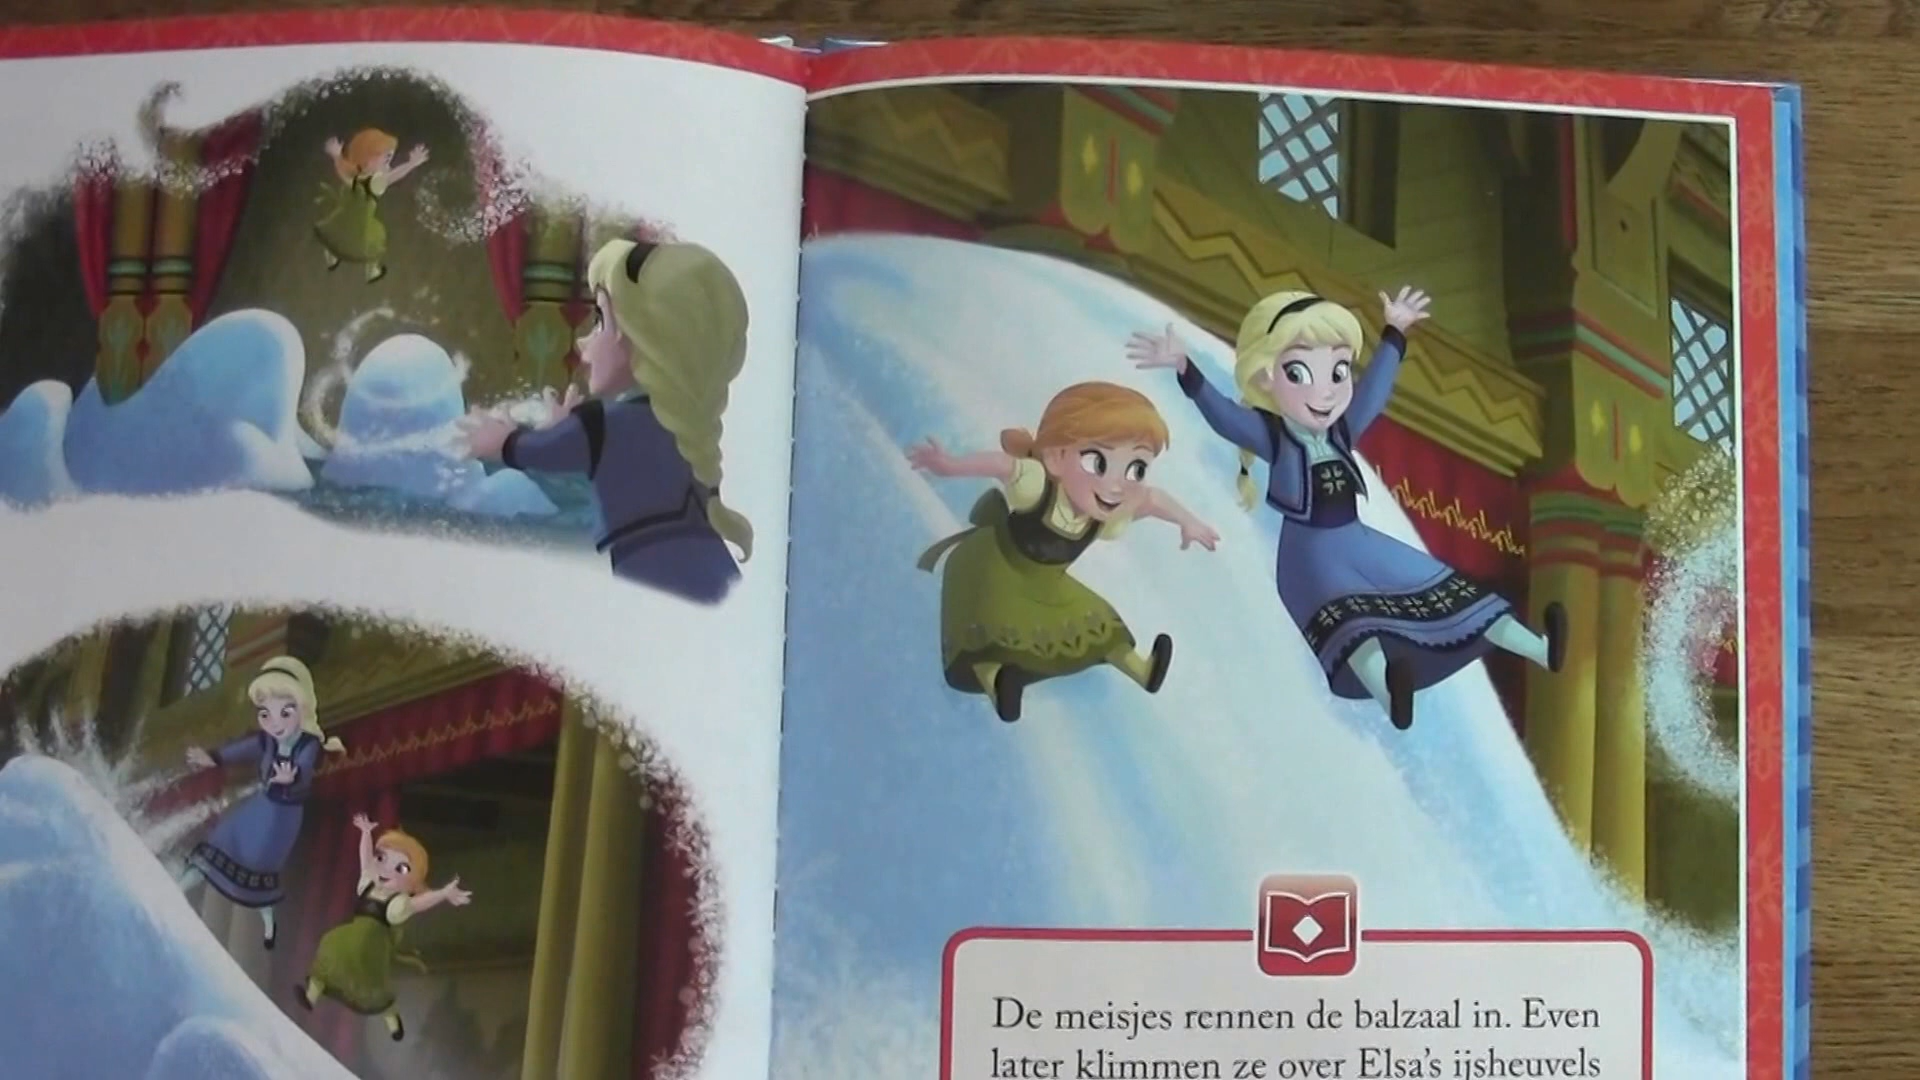 De meisjes rennen de balzaal in. Even
later klimmen ze over Elsa's ijsheuvels